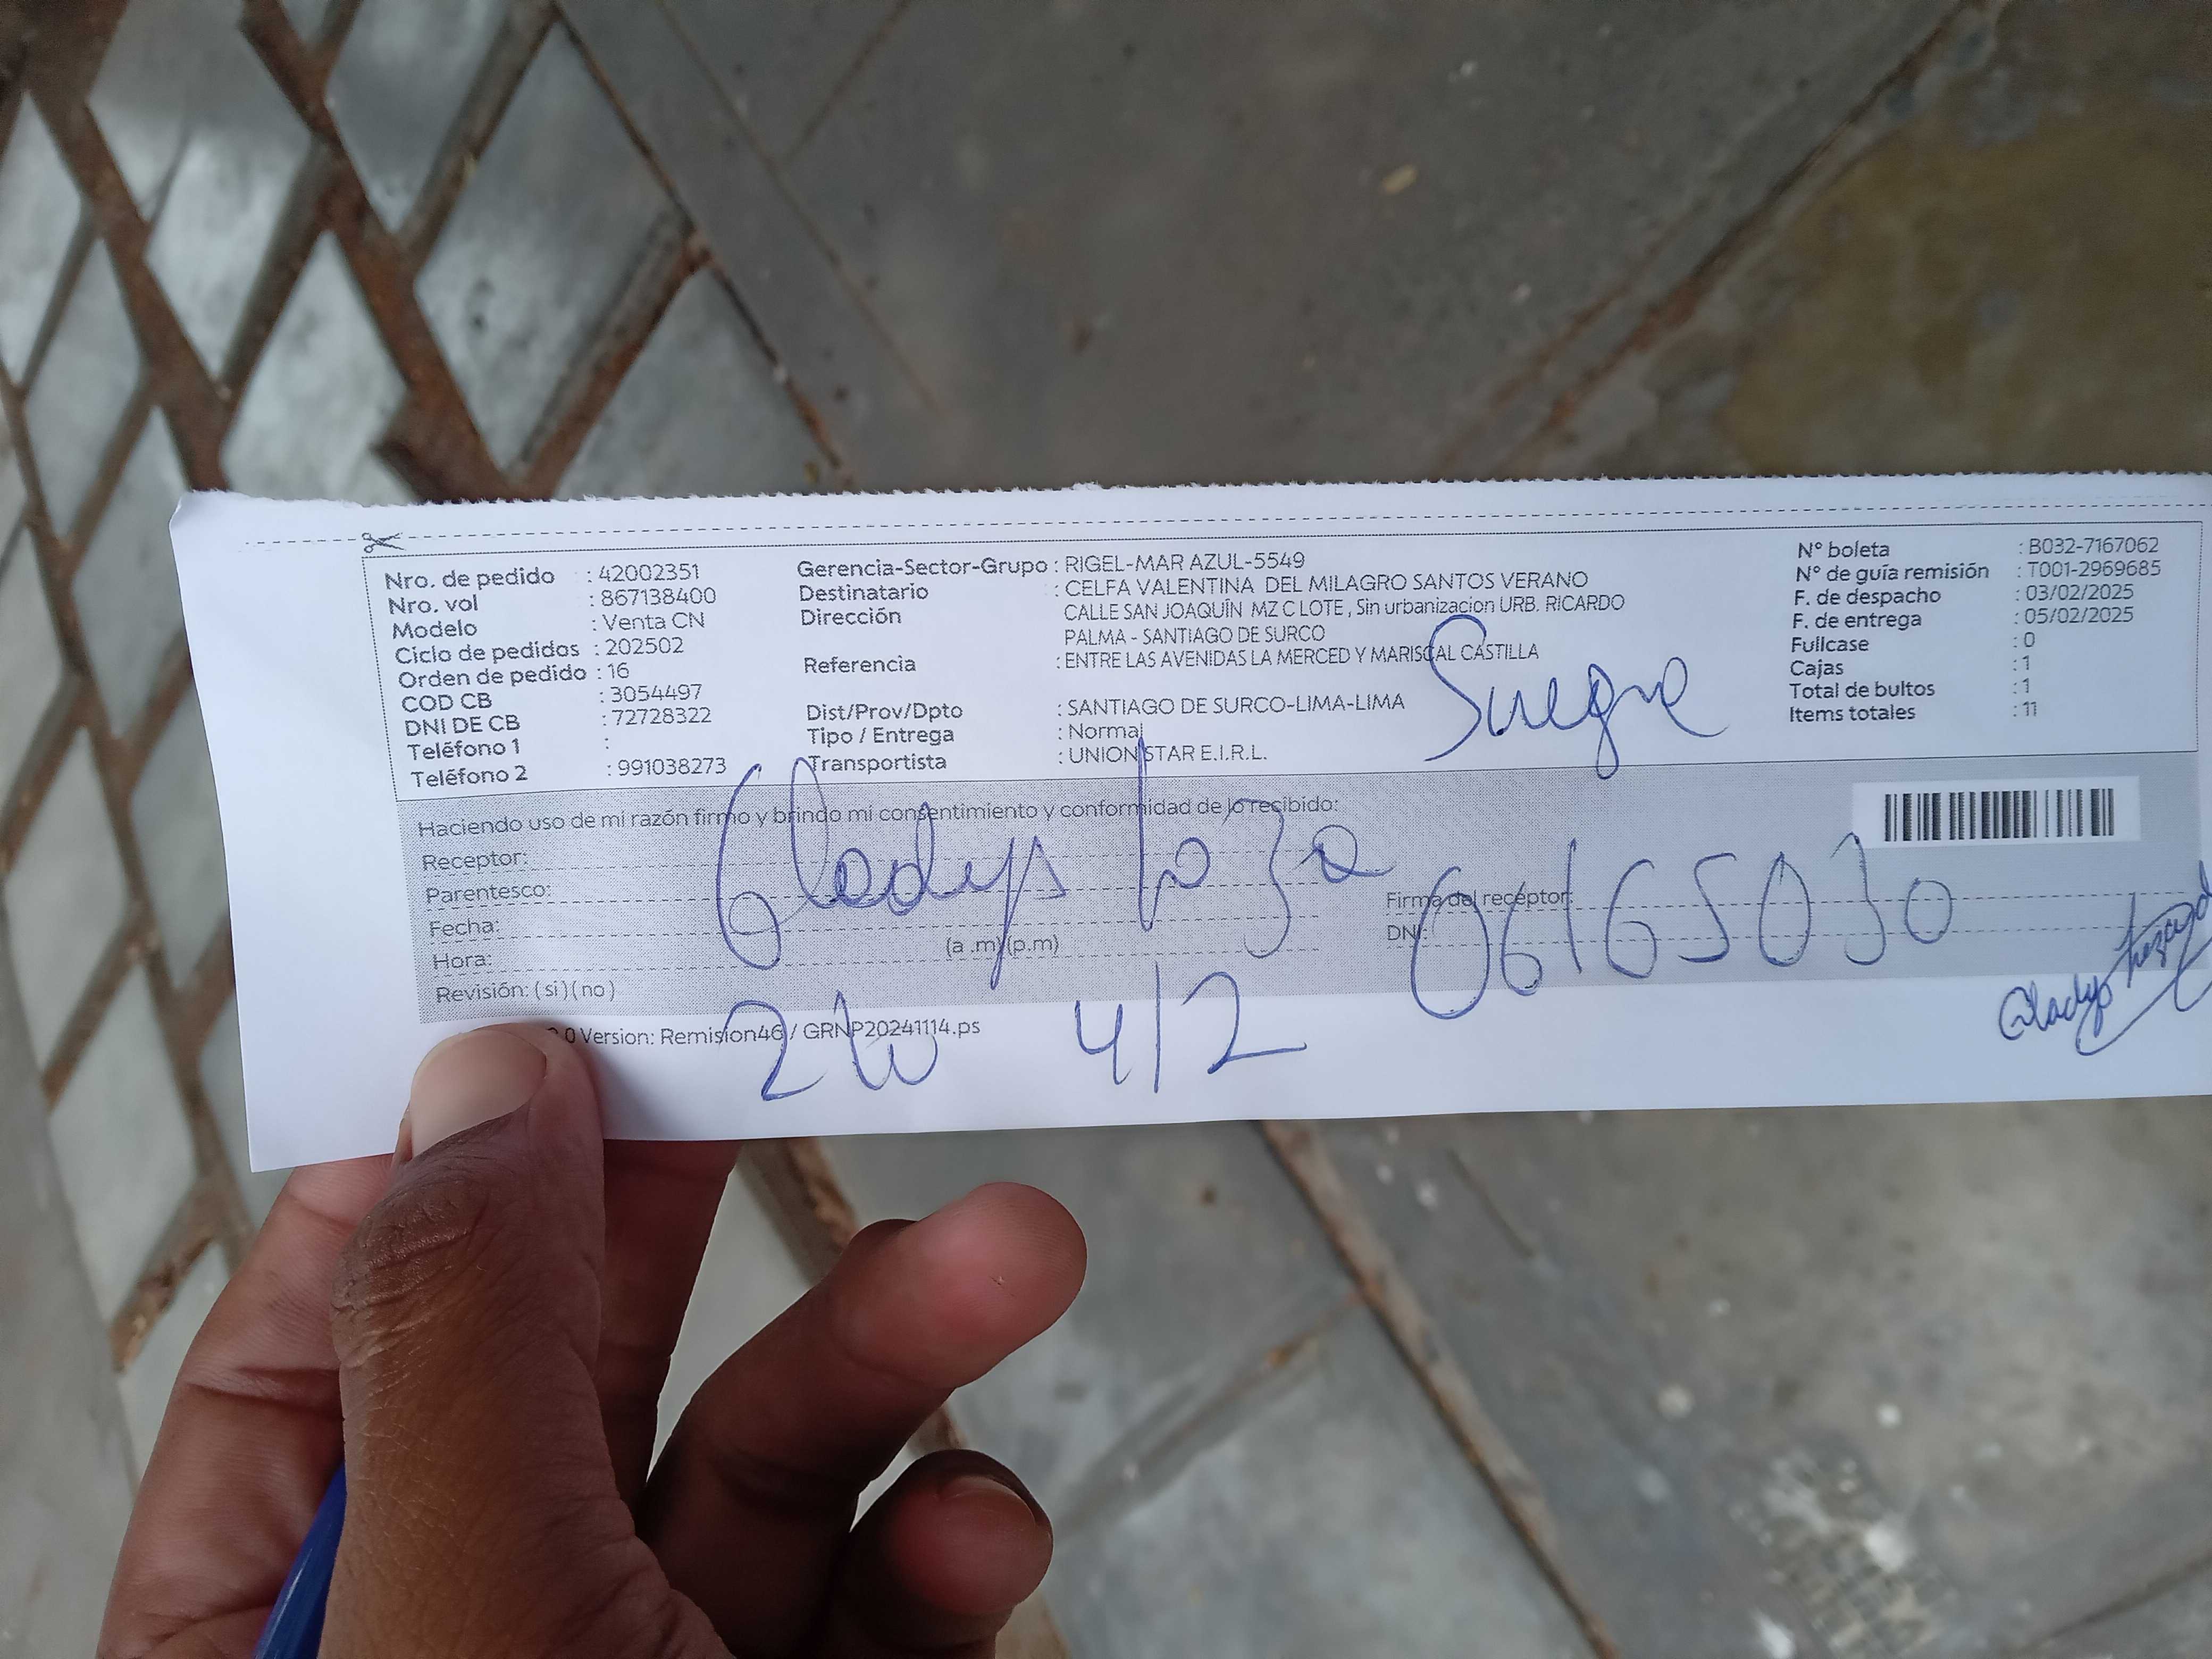 Nro. de pedido : 42002351
Nro. vol : 867138400
Modelo : Venta CN
Ciclo de pedidos : 202502
Orden de pedido : 16
COD CB : 3054497
DNI DE CB : 72728322
Teléfono 1 :
Teléfono 2 : 991038273
Gerencia-Sector-Grupo : RIGEL-MAR AZUL-5549
Destinatario : CELFA VALENTINA DEL MILAGRO SANTOS VERANO
Dirección CALLE SAN JOAQUÍN MZ C LOTE , Sin urbanizacion URB. RICARDO
PALMA - SANTIAGO DE SURCO
Referencia : ENTRE LAS AVENIDAS LA MERCED Y MARISCAL CASTILLA
Dist/Prov/Dpto : SANTIAGO DE SURCO-LIMA-LIMA
Tipo / Entrega : Normal
Transportista : UNION STAR E.I.R.L.
Suegra
N° boleta : B032-7167062
N° de guía remisión : T001-2969685
F. de despacho : 03/02/2025
F. de entrega : 05/02/2025
Fullcase : 0
Cajas : 1
Total de bultos : 1
Items totales : 11
Haciendo uso de mi razón firmo y brindo mi consentimiento y conformidad de lo recibido:
Receptor:
Parentesco:
Fecha:
Hora: (a .m)(p.m)
Revisión: (si)(no)
Gladys
Firma del receptor:
DNI:
06165030
.0 Version: Remision46 / GRNP20241114.ps
4/2
Gladys